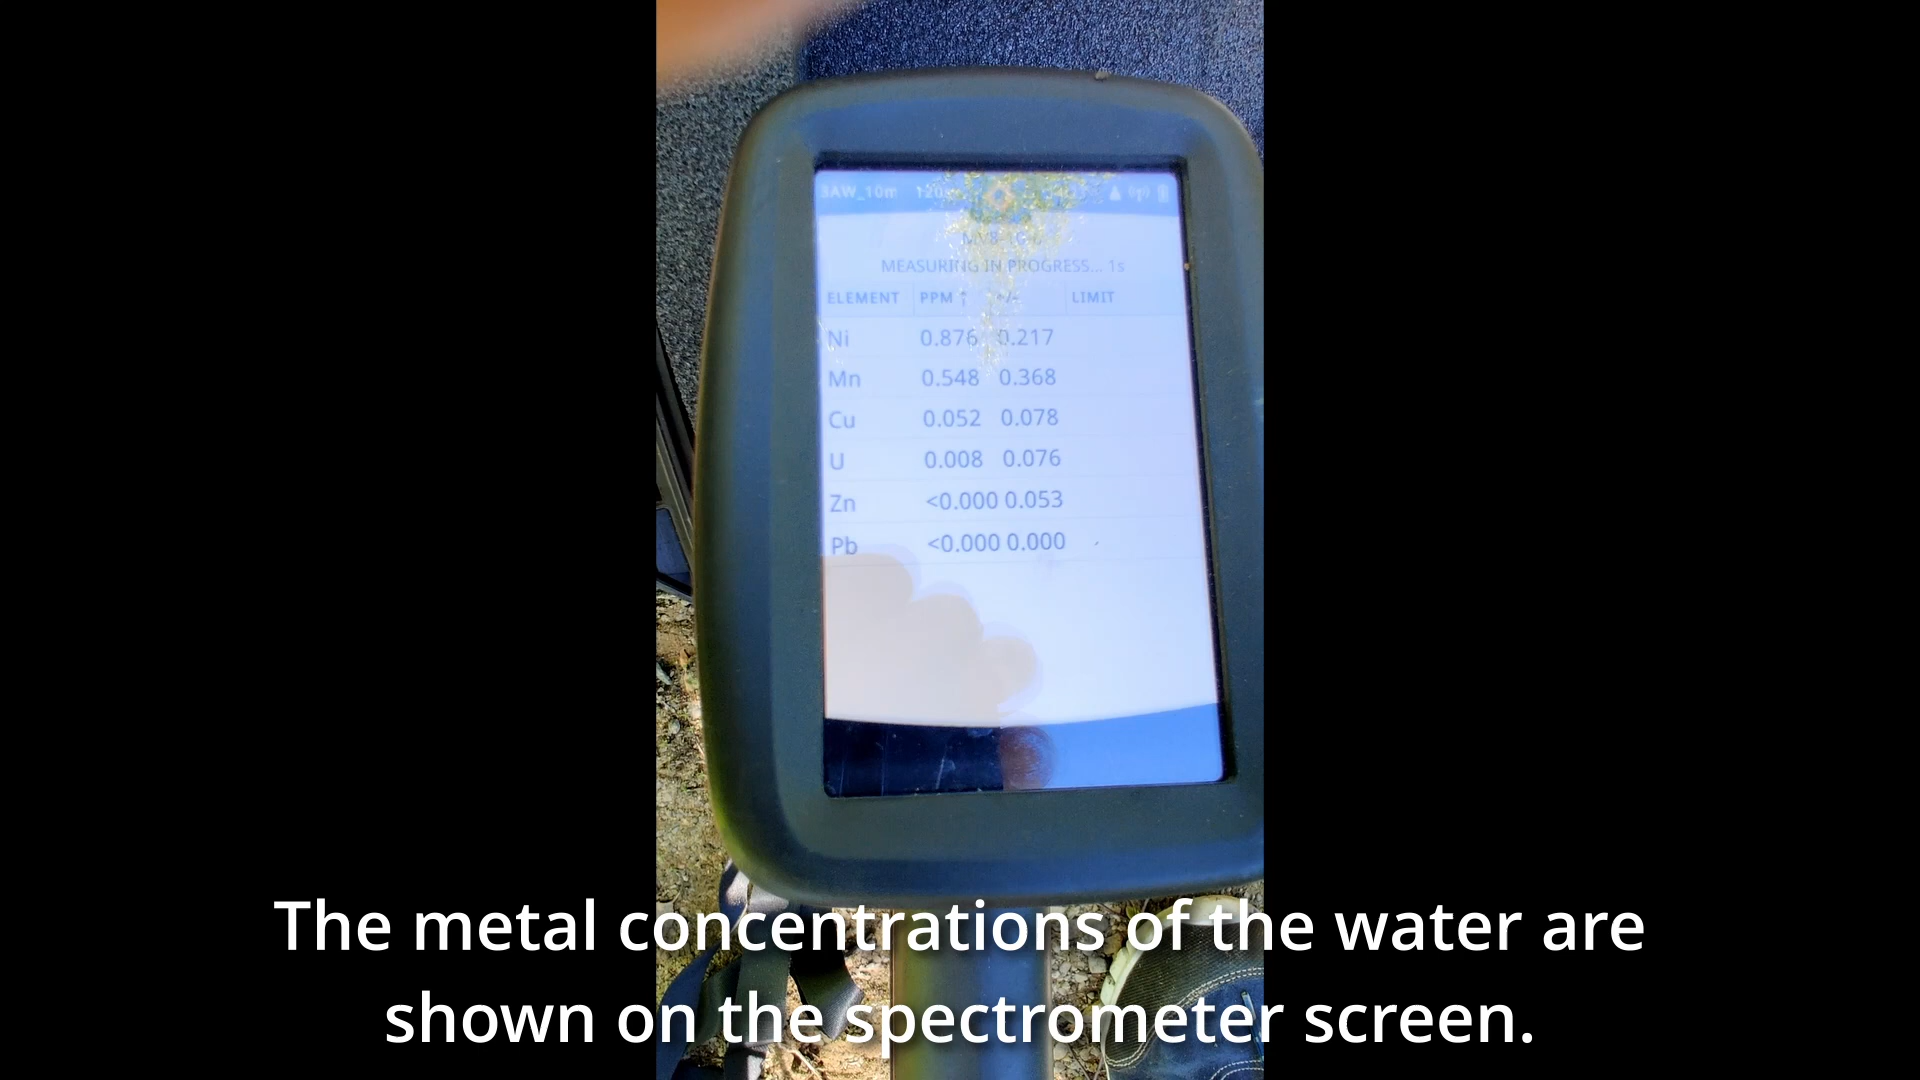 MEASURING IN PROGRESS... 1s
ELEMENT PPM ↑ +/- LIMIT
Ni 0.876 0.217
Mn 0.548 0.368
Cu 0.052 0.078
U 0.008 0.076
Zn <0.000 0.053
Pb <0.000 0.000
The metal concentrations of the water are
shown on the spectrometer screen.